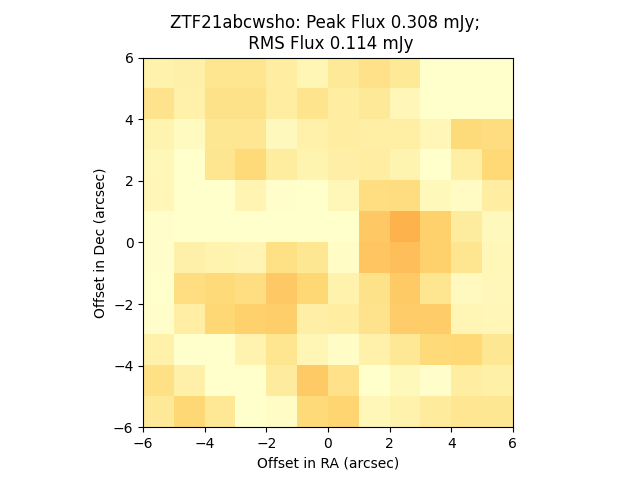 ZTF21abcwsho: Peak Flux 0.308 mJy;
RMS Flux 0.114 mJy
6
4
2
0
−2
−4
−6
Offset in Dec (arcsec)
−6 −4 −2 0 2 4 6
Offset in RA (arcsec)